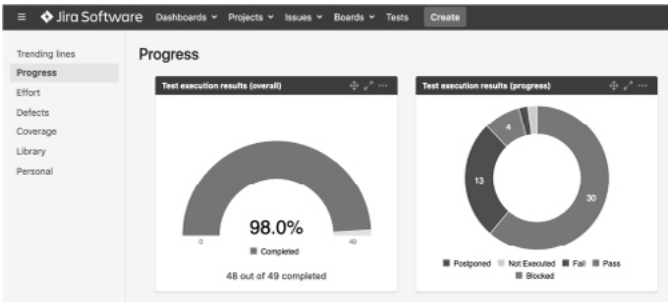 Jira Software Dashboards Projects Issues Boards Tests Create
Trending lines
Progress
Effort
Defects
Coverage
Library
Personal
Progress
Test execution results (overall)
98.0%
0
49
Completed
48 out of 49 completed
Test execution results (progress)
4
13
30
Postponed Not Executed Fail Pass
Blocked